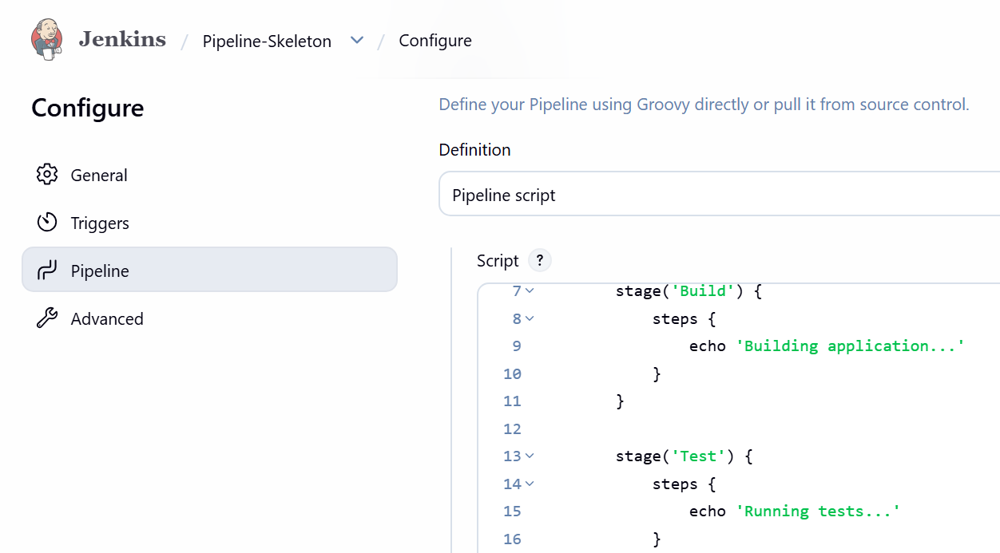 Jenkins / Pipeline-Skeleton / Configure
Configure
General
Triggers
Pipeline
Advanced
Define your Pipeline using Groovy directly or pull it from source control.
Definition
Pipeline script
Script ?
7 stage('Build') {
8 steps {
9 echo 'Building application...'
10 }
11 }
12
13 stage('Test') {
14 steps {
15 echo 'Running tests...'
16 }